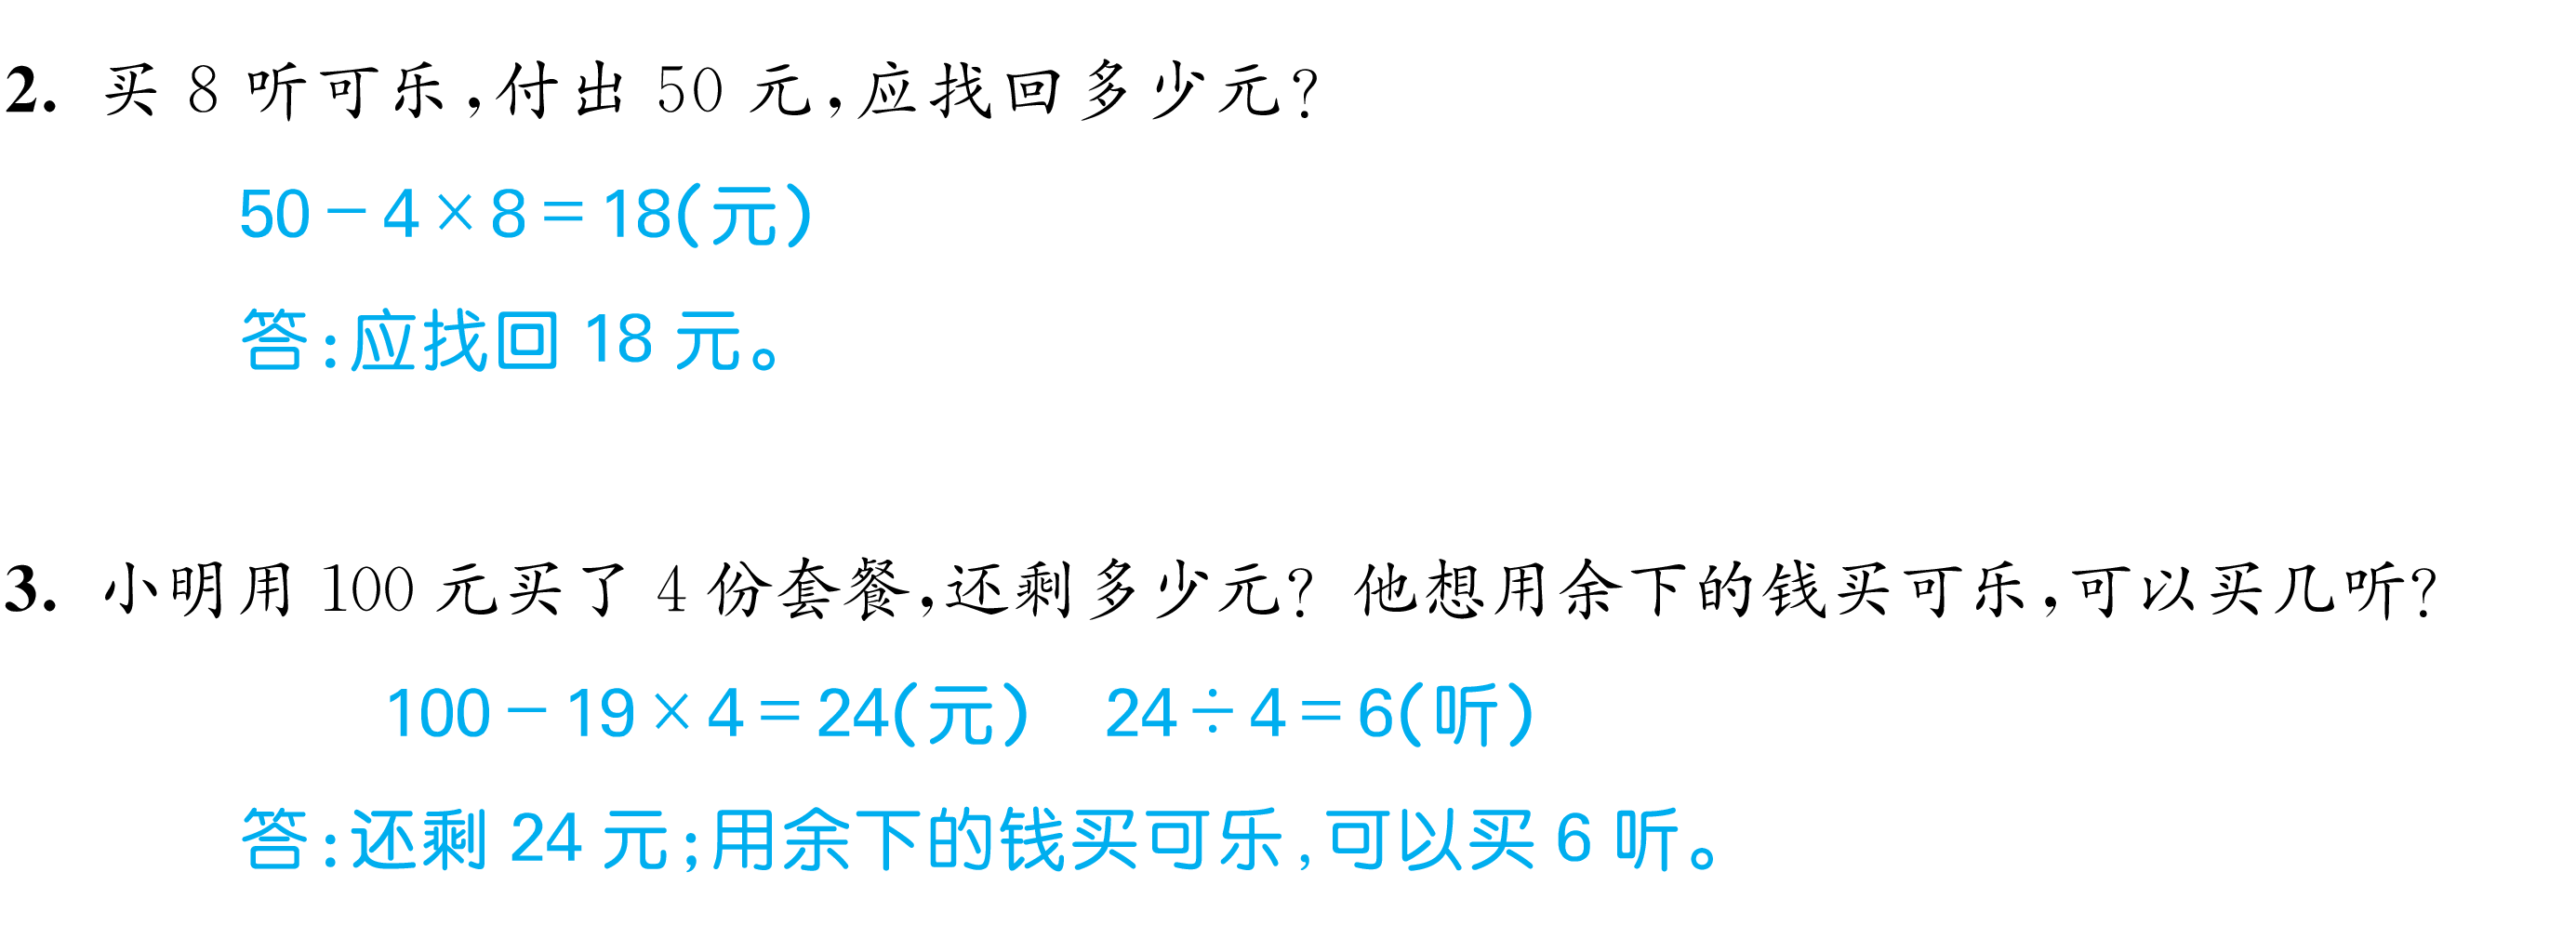 2. 买 8 听可乐,付出 50 元,应找回多少元?
50-4×8=18(元)
答:应找回 18 元。
3. 小明用 100 元买了 4 份套餐,还剩多少元? 他想用余下的钱买可乐,可以买几听?
100-19×4=24(元) 24÷4=6(听)
答:还剩 24 元;用余下的钱买可乐,可以买 6 听。